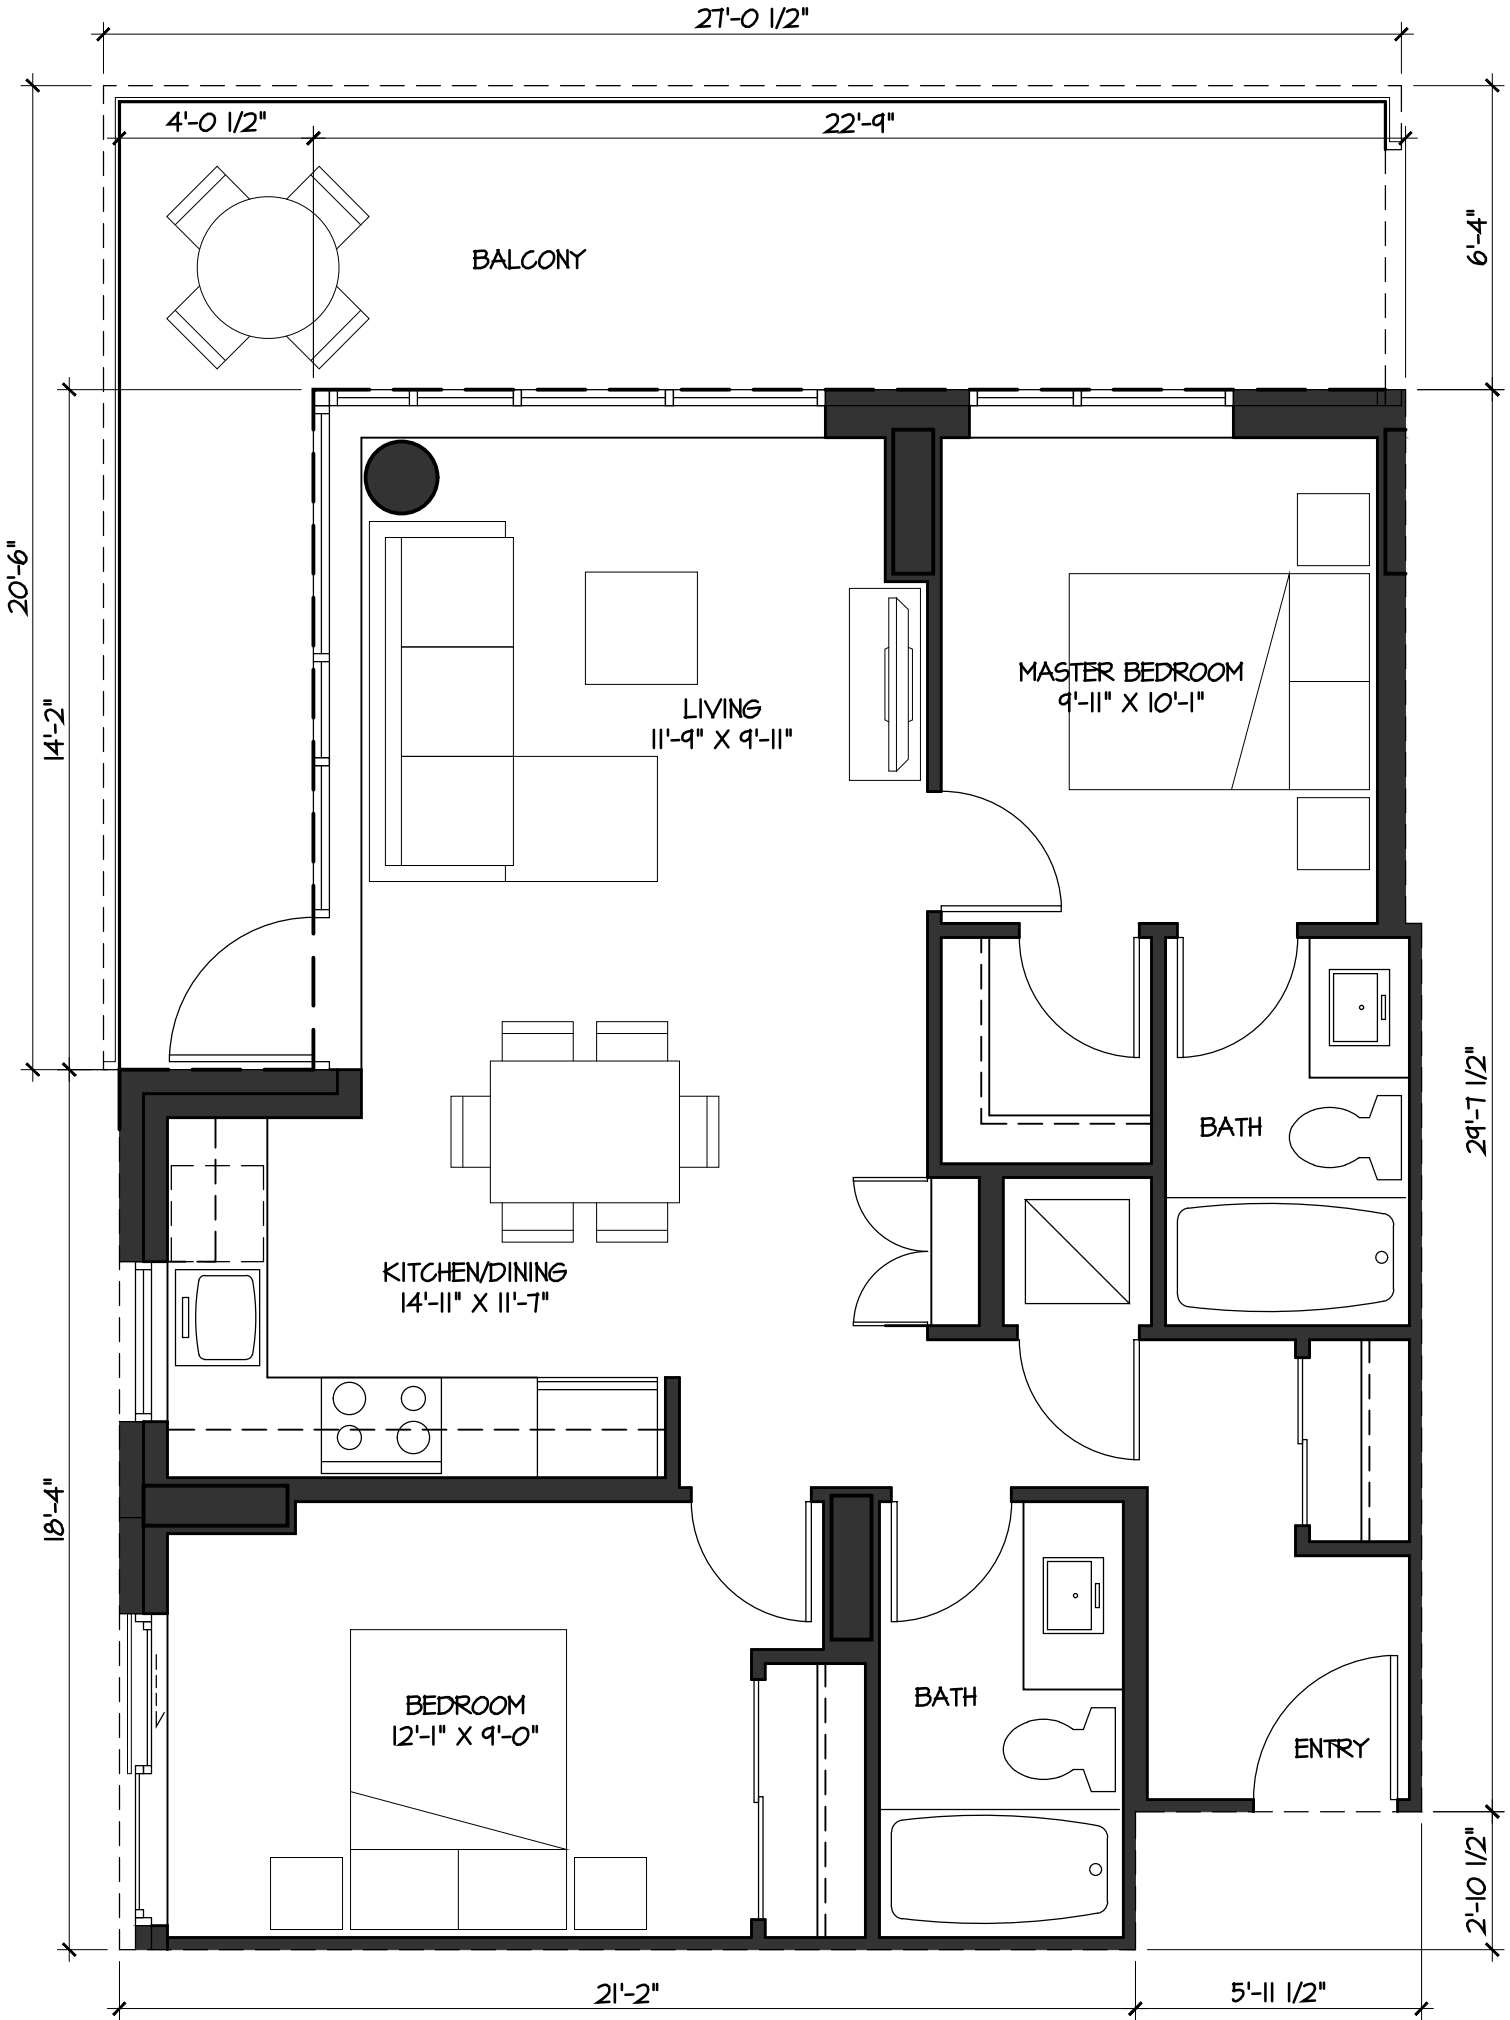 27'-0 1/2"
4'-0 1/2"
22'-9"
6'-4"
BALCONY
20'-6"
14'-2"
MASTER BEDROOM
9'-11" X 10'-1"
LIVING
11'-9" X 9'-11"
29'-7 1/2"
BATH
KITCHEN/DINING
14'-11" X 11'-7"
18'-4"
BEDROOM
12'-1" X 9'-0"
BATH
ENTRY
2'-10 1/2"
21'-2"
5'-11 1/2"